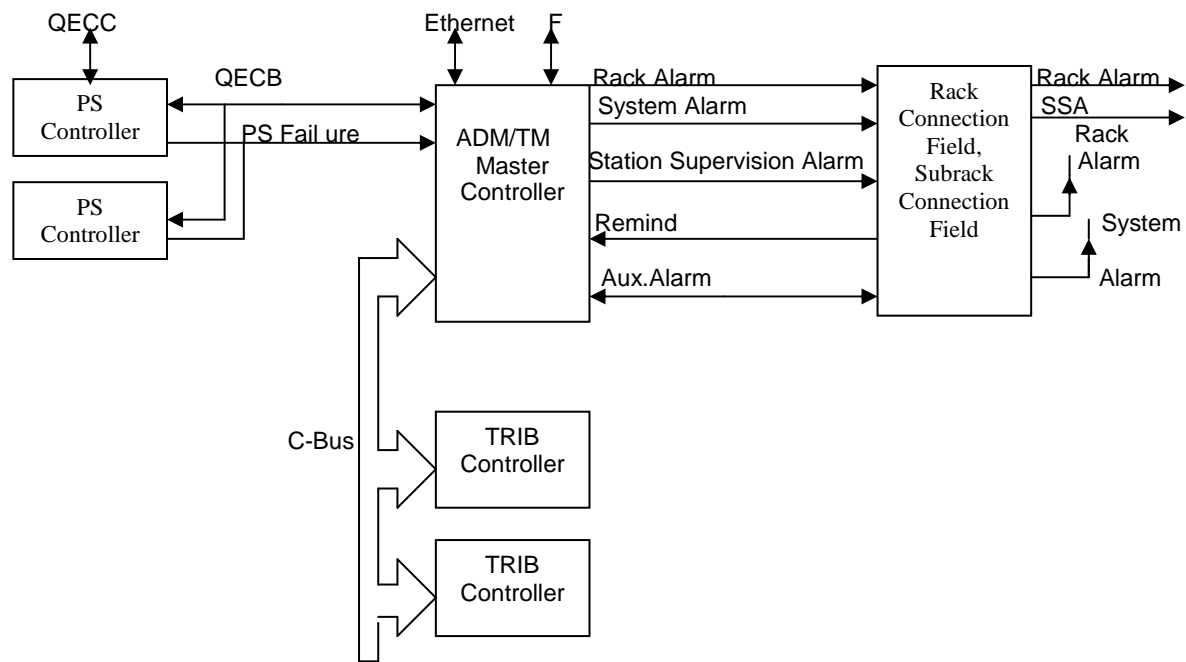 QECC
Ethernet F
QECB
PS
Controller
PS Fail ure
PS
Controller
ADM/TM
Master
Controller
Rack Alarm
System Alarm
Station Supervision Alarm
Remind
Aux.Alarm
Rack
Connection
Field,
Subrack
Connection
Field
Rack Alarm
SSA
Rack
Alarm
System
Alarm
C-Bus
TRIB
Controller
TRIB
Controller